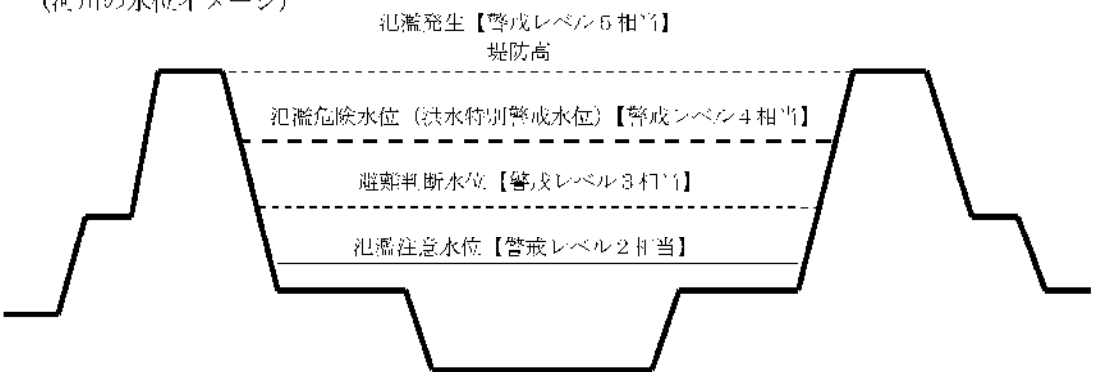 (河川の水位イメージ)
氾濫発生【警戒レベル5相当】
堤防高
氾濫危険水位（洪水特別警戒水位）【警戒レベル4相当】
避難判断水位【警戒レベル3相当】
氾濫注意水位【警戒レベル2相当】